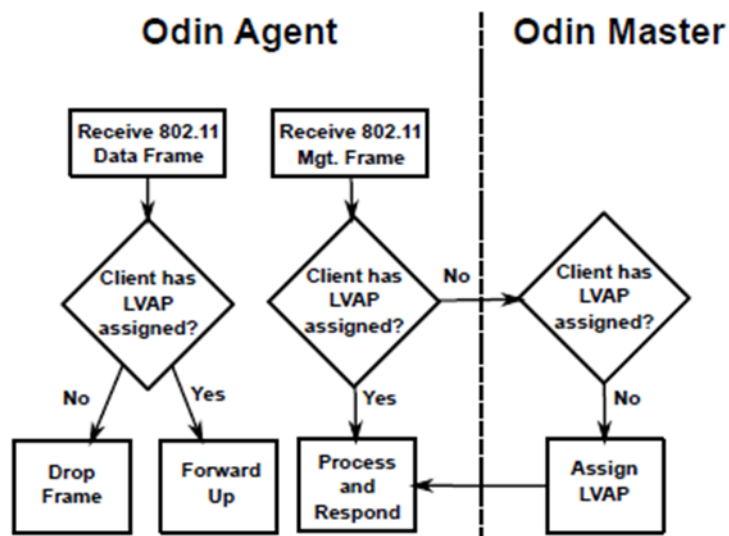 Odin Agent
Odin Master
Receive 802.11
Data Frame
Receive 802.11
Mgt. Frame
Client has
LVAP
assigned?
Client has
LVAP
assigned?
No
Client has
LVAP
assigned?
No
Yes
Yes
No
Drop
Frame
Forward
Up
Process
and
Respond
Assign
LVAP